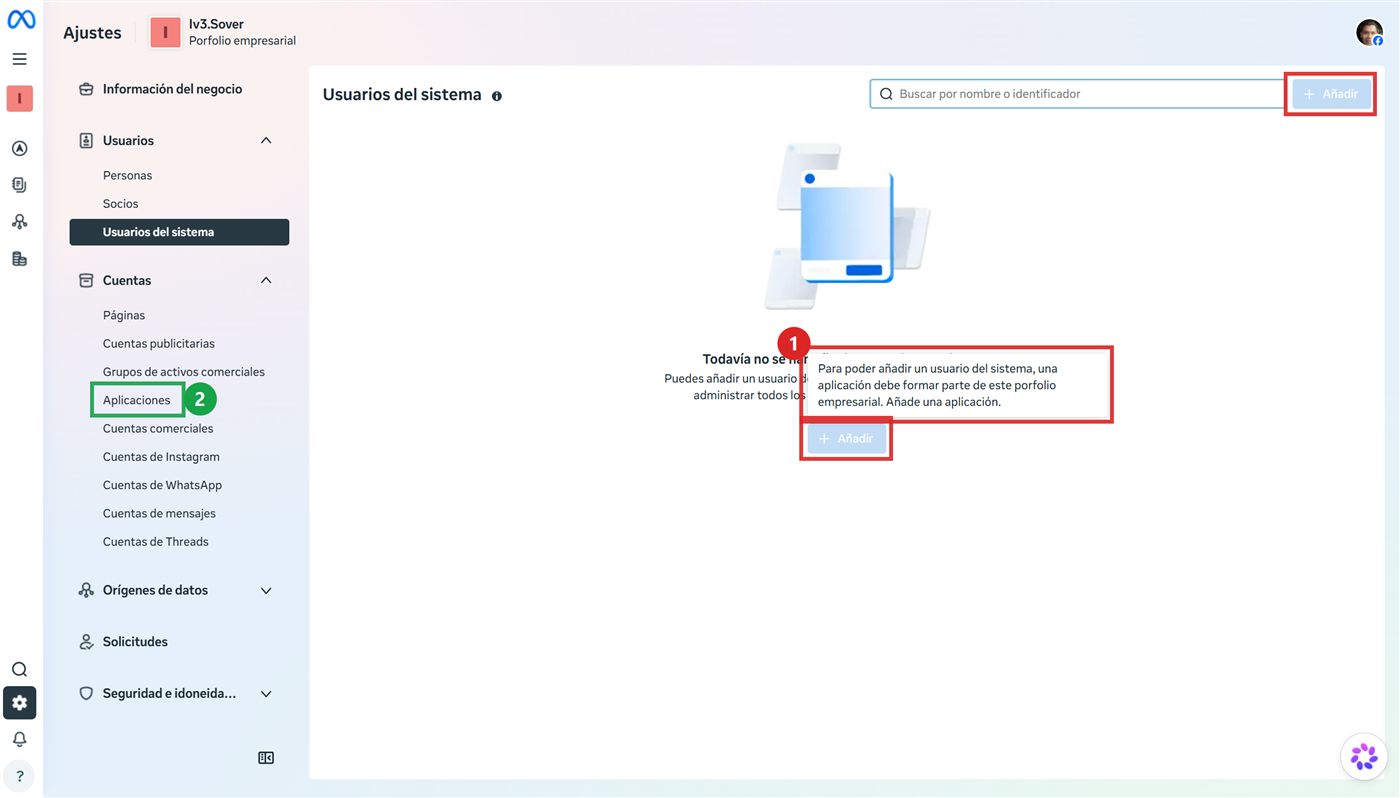 Ajustes
I
Iv3.Sover
Porfolio empresarial
I
Información del negocio
Usuarios
Personas
Socios
Usuarios del sistema
Cuentas
Páginas
Cuentas publicitarias
Grupos de activos comerciales
Aplicaciones
2
Cuentas comerciales
Cuentas de Instagram
Cuentas de WhatsApp
Cuentas de mensajes
Cuentas de Threads
Orígenes de datos
Solicitudes
Seguridad e idoneida...
?
Usuarios del sistema
Buscar por nombre o identificador
+ Añadir
1
Todavía no se
Puedes añadir un usuario
administrar todos los
Para poder añadir un usuario del sistema, una
aplicación debe formar parte de este porfolio
empresarial. Añade una aplicación.
+ Añadir